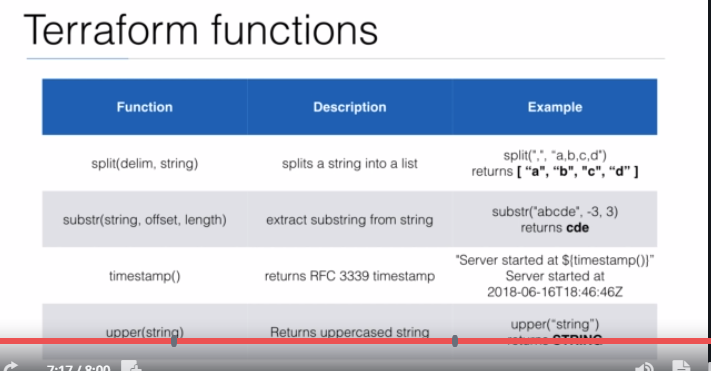 Terraform functions
Function Description Example
split(delim, string) splits a string into a list split(",", "a,b,c,d")
returns [ "a", "b", "c", "d" ]
substr(string, offset, length) extract substring from string substr("abcde", -3, 3)
returns cde
timestamp() returns RFC 3339 timestamp "Server started at ${timestamp()}"
Server started at
2018-06-16T18:46:46Z
upper(string) Returns uppercased string upper("string")
returns STRING
7:17 / 8:00